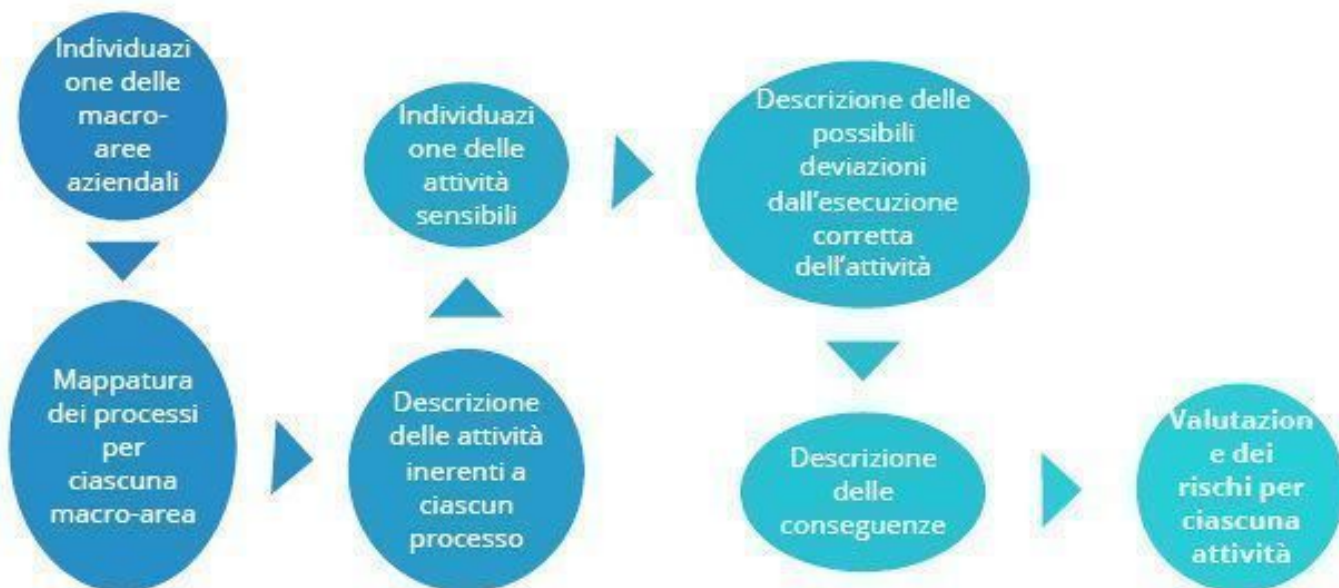 Individuazi
one delle
macro-
aree
aziendali
Mappatura
dei processi
per
ciascuna
macro-area
Descrizione
delle attività
inerenti a
ciascun
processo
Individuazi
one delle
attività
sensibili
Descrizione delle
possibili
deviazioni
dall'esecuzione
corretta
dell'attività
Descrizione
delle
conseguenze
Valutazion
e dei
rischi per
ciascuna
attività